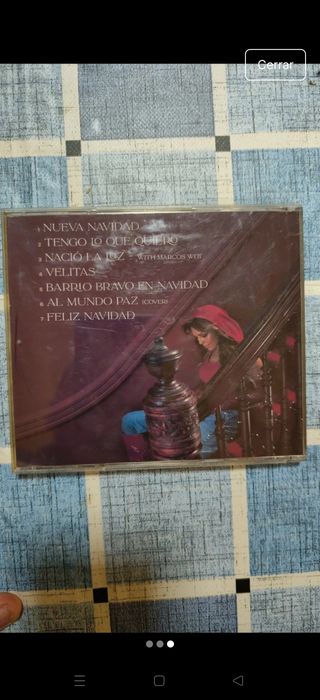 Cerrar
1 NUEVA NAVIDAD
2 TENGO LO QUE QUIERO
3 NACIÓ LA LUZ - WITH MARCOS WITT
4 VELITAS
5 BARRIO BRAVO EN NAVIDAD
6 AL MUNDO PAZ (COVER)
7 FELIZ NAVIDAD